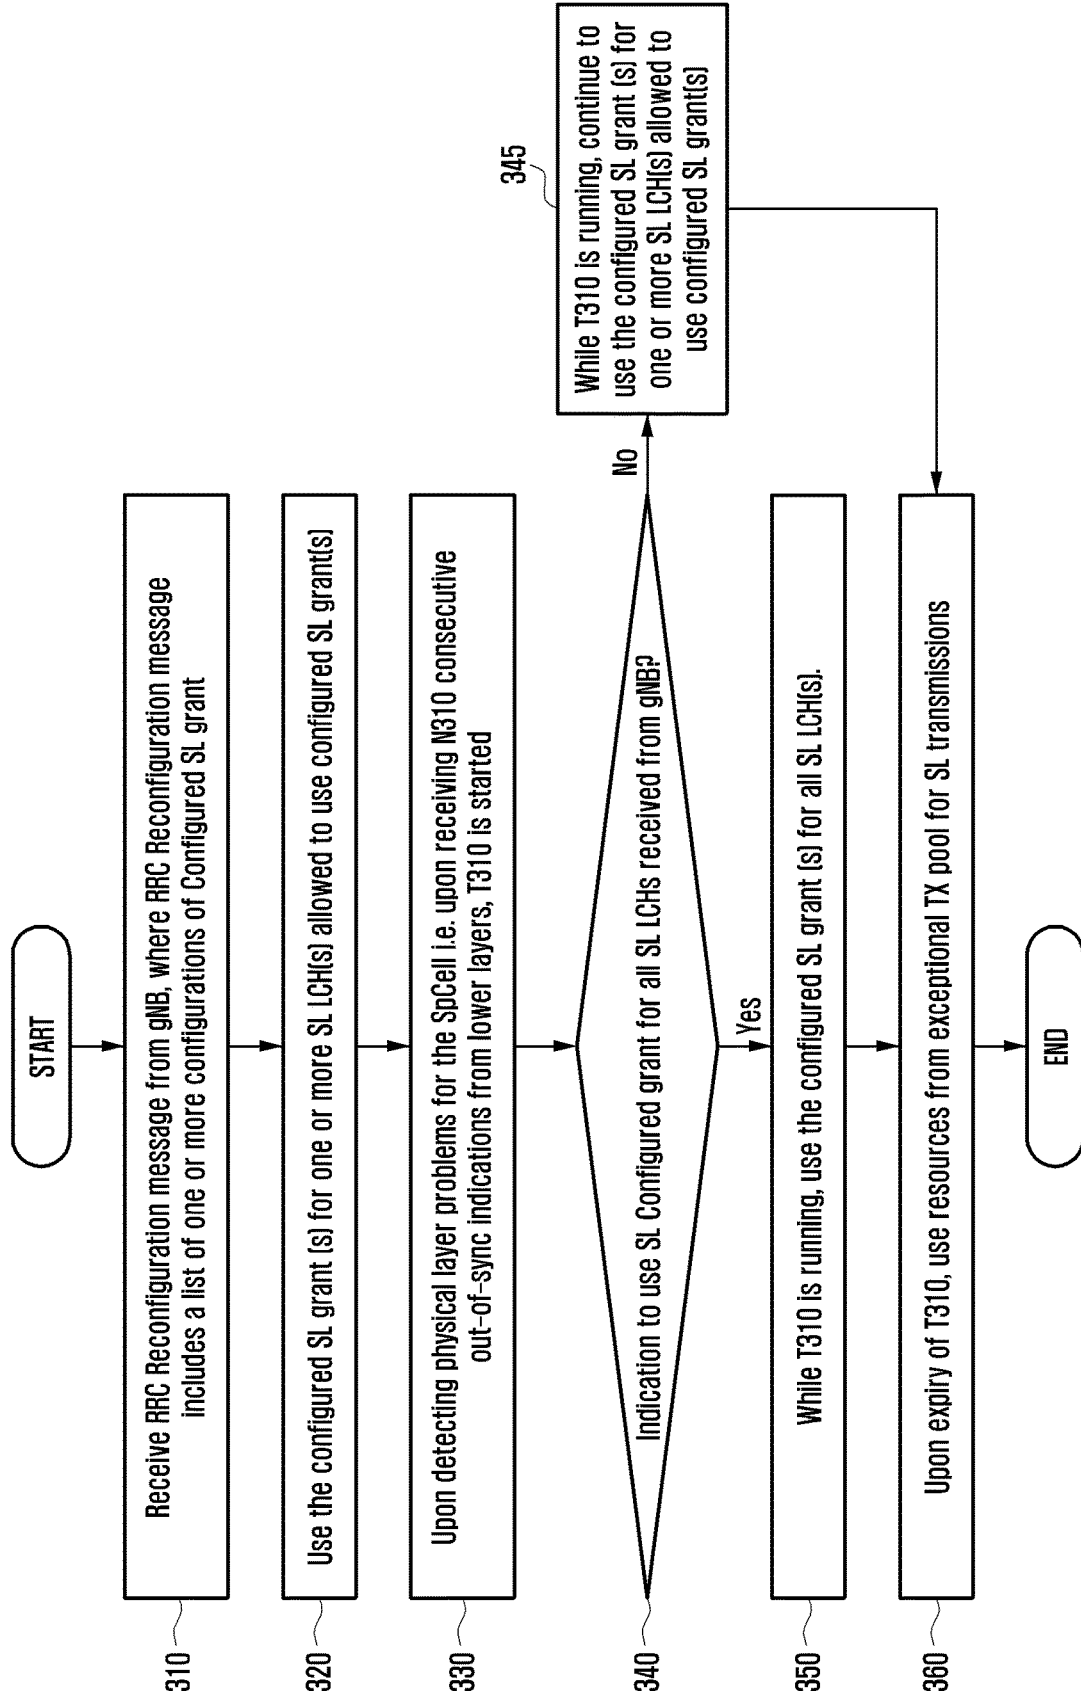 START
310
Receive RRC Reconfiguration message from gNB, where RRC Reconfiguration message
includes a list of one or more configurations of Configured SL grant
320
Use the configured SL grant (s) for one or more SL LCH(s) allowed to use configured SL grant(s)
330
Upon detecting physical layer problems for the SpCell i.e. upon receiving N310 consecutive
out-of-sync indications from lower layers, T310 is started
340
Indication to use SL Configured grant for all SL LCHs received from gNB?
No
345
While T310 is running, continue to
use the configured SL grant (s) for
one or more SL LCH(s) allowed to
use configured SL grant(s)
Yes
350
While T310 is running, use the configured SL grant (s) for all SL LCH(s).
360
Upon expiry of T310, use resources from exceptional TX pool for SL transmissions
END